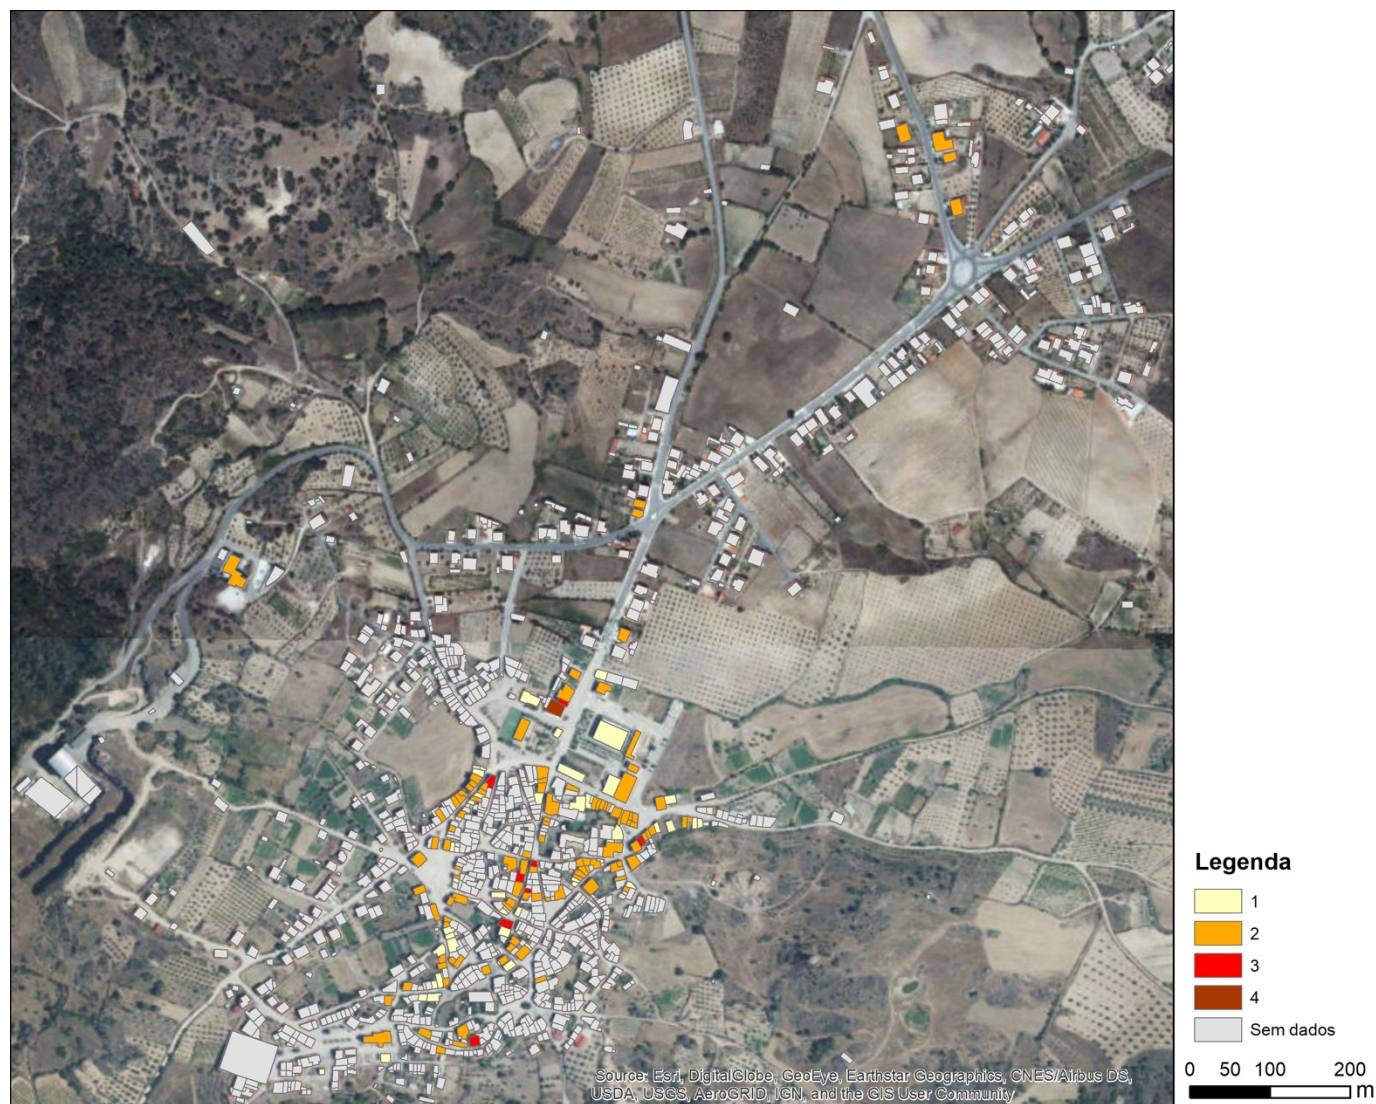 Legenda
1
2
3
4
Sem dados
0 50 100 200
m
Source: Esri, DigitalGlobe, GeoEye, Earthstar Geographics, CNES/Airbus DS,
USDA, USGS, AeroGRID, IGN, and the GIS User Community